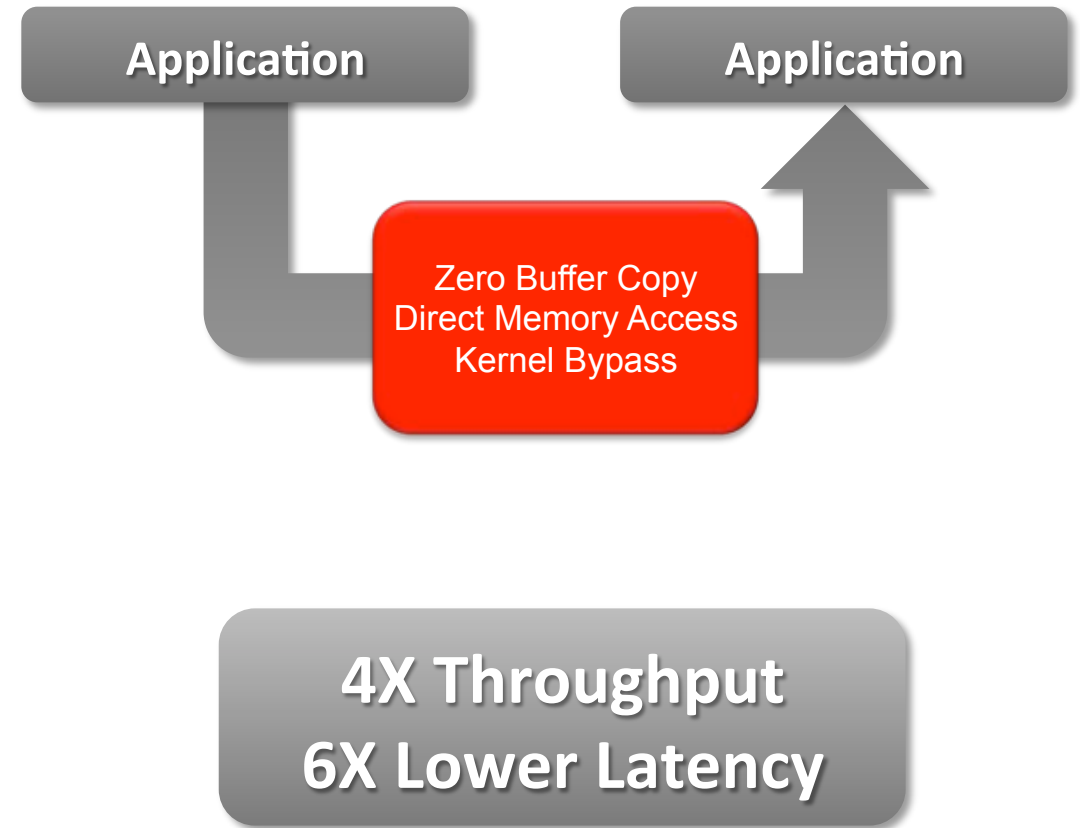 Application
Application
Zero Buffer Copy
Direct Memory Access
Kernel Bypass
4X Throughput
6X Lower Latency